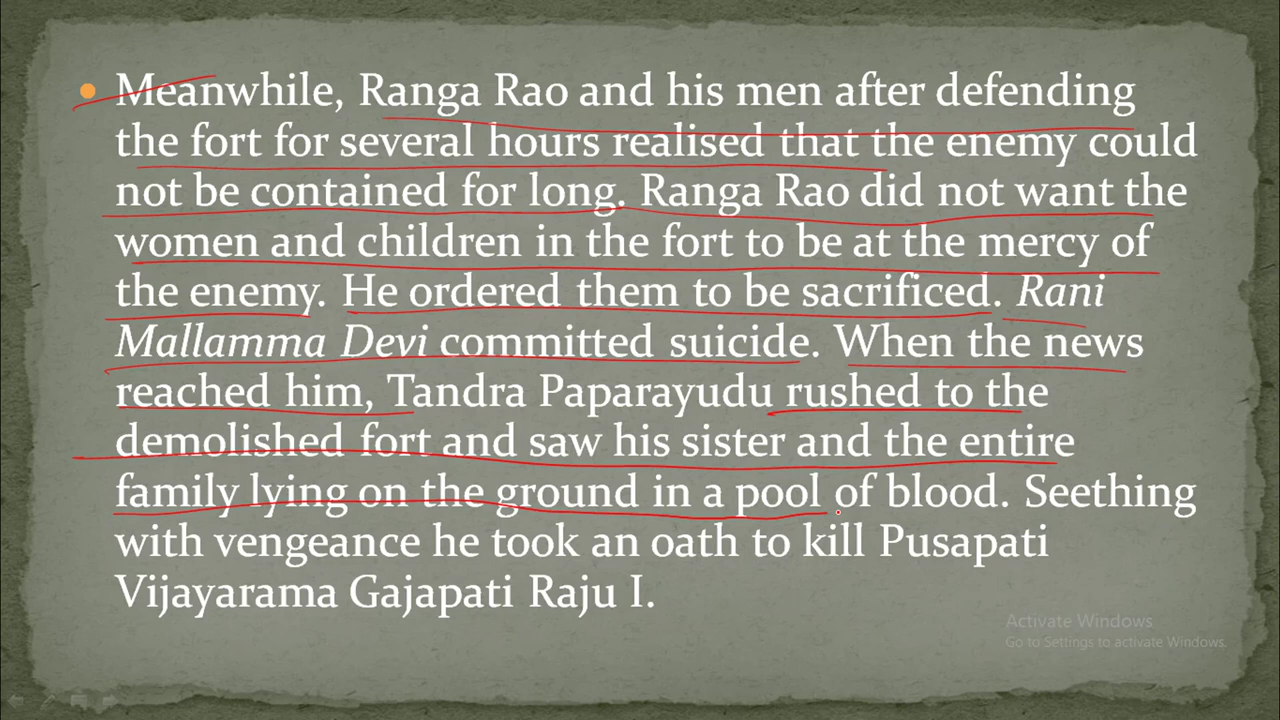 Meanwhile, Ranga Rao and his men after defending
the fort for several hours realised that the enemy could
not be contained for long. Ranga Rao did not want the
women and children in the fort to be at the mercy of
the enemy. He ordered them to be sacrificed. Rani
Mallamma Devi committed suicide. When the news
reached him, Tandra Paparayudu rushed to the
demolished fort and saw his sister and the entire
family lying on the ground in a pool of blood. Seething
with vengeance he took an oath to kill Pusapati
Vijayarama Gajapati Raju I.
Activate Windows
Go to Settings to activate Windows.